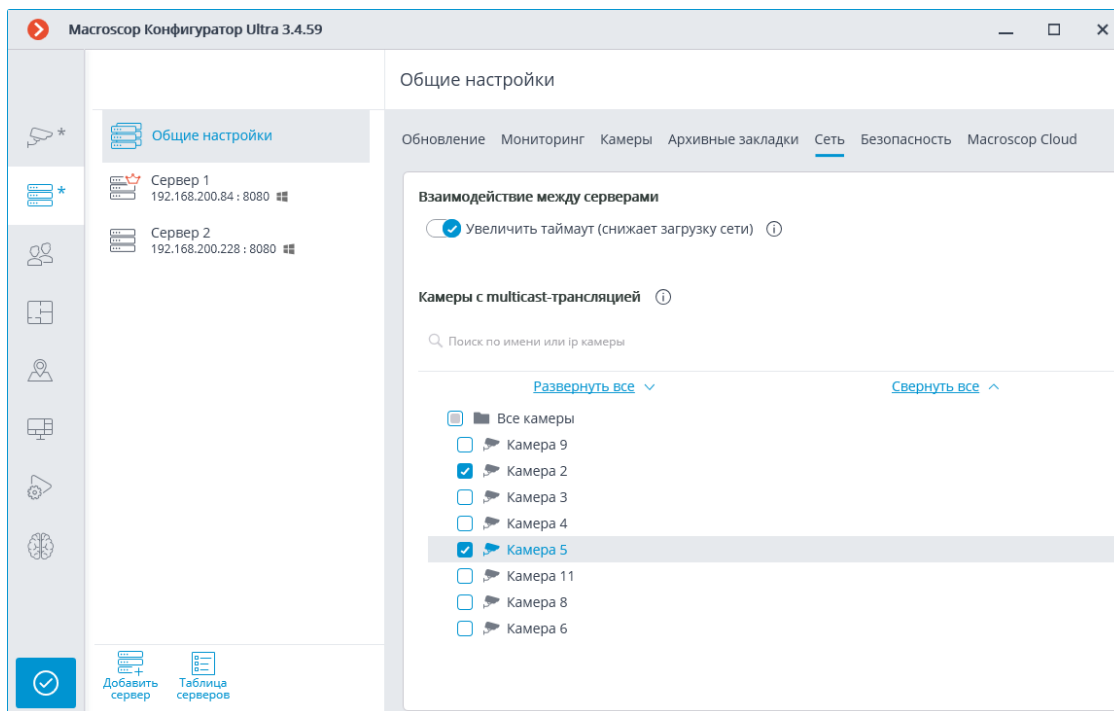 Macroscop Конфигуратор Ultra 3.4.59
Общие настройки
Общие настройки
Сервер 1
192.168.200.84 : 8080
Сервер 2
192.168.200.228 : 8080
Добавить сервер
Таблица серверов
Обновление Мониторинг Камеры Архивные закладки Сеть Безопасность Macroscop Cloud
Взаимодействие между серверами
Увеличить таймаут (снижает загрузку сети)
Камеры с multicast-трансляцией
Поиск по имени или ip камеры
Развернуть все Свернуть все
Все камеры
Камера 9
Камера 2
Камера 3
Камера 4
Камера 5
Камера 11
Камера 8
Камера 6